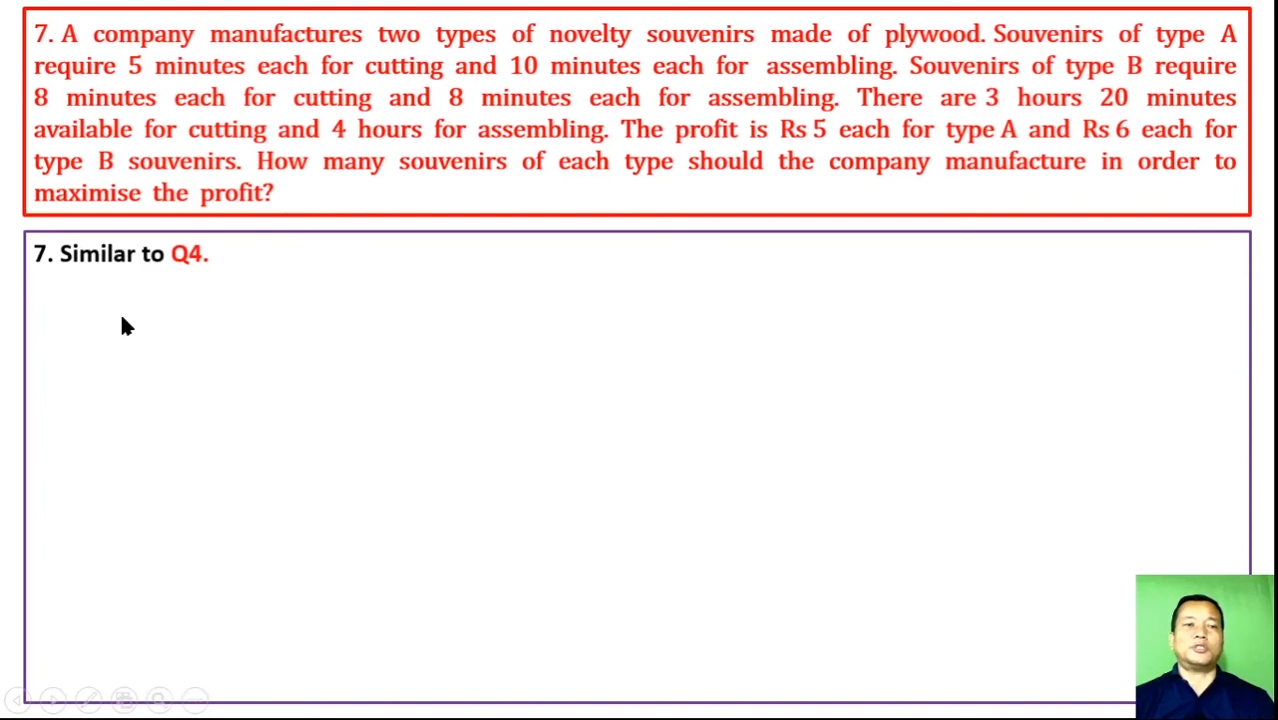 7. A company manufactures two types of novelty souvenirs made of plywood. Souvenirs of type A
require 5 minutes each for cutting and 10 minutes each for assembling. Souvenirs of type B require
8 minutes each for cutting and 8 minutes each for assembling. There are 3 hours 20 minutes
available for cutting and 4 hours for assembling. The profit is Rs 5 each for type A and Rs 6 each for
type B souvenirs. How many souvenirs of each type should the company manufacture in order to
maximise the profit?
7. Similar to Q4.